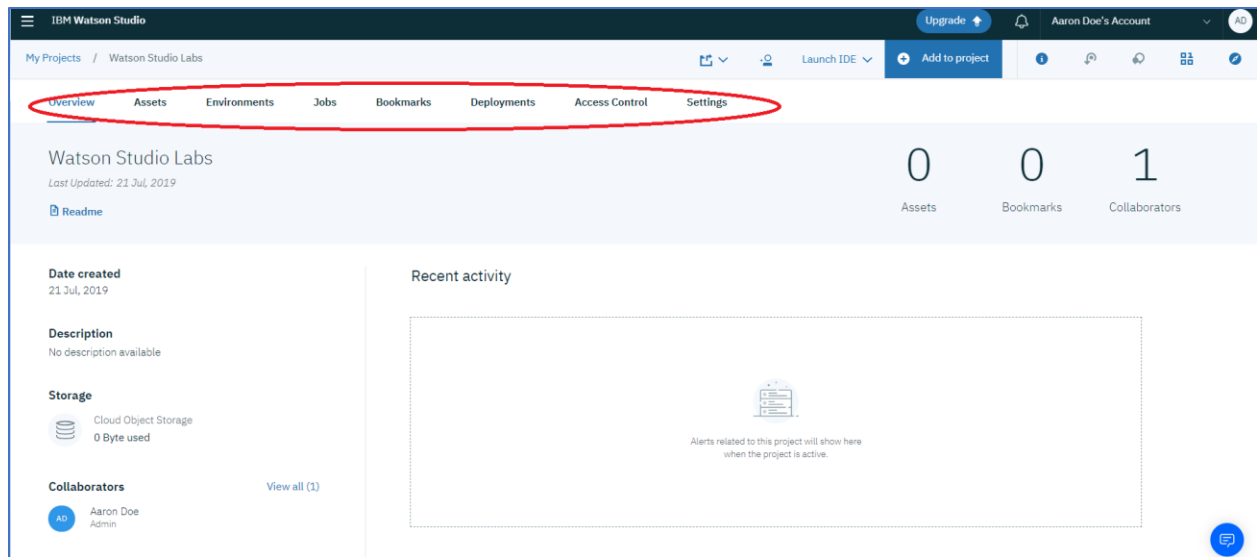 IBM Watson Studio
Upgrade
Aaron Doe's Account
AD
My Projects / Watson Studio Labs
Launch IDE
Add to project
Overview Assets Environments Jobs Bookmarks Deployments Access Control Settings
Watson Studio Labs
Last Updated: 21 Jul, 2019
Readme
0 0 1
Assets Bookmarks Collaborators
Date created
21 Jul, 2019
Description
No description available
Storage
Cloud Object Storage
0 Byte used
Collaborators View all (1)
AD
Aaron Doe
Admin
Recent activity
Alerts related to this project will show here
when the project is active.